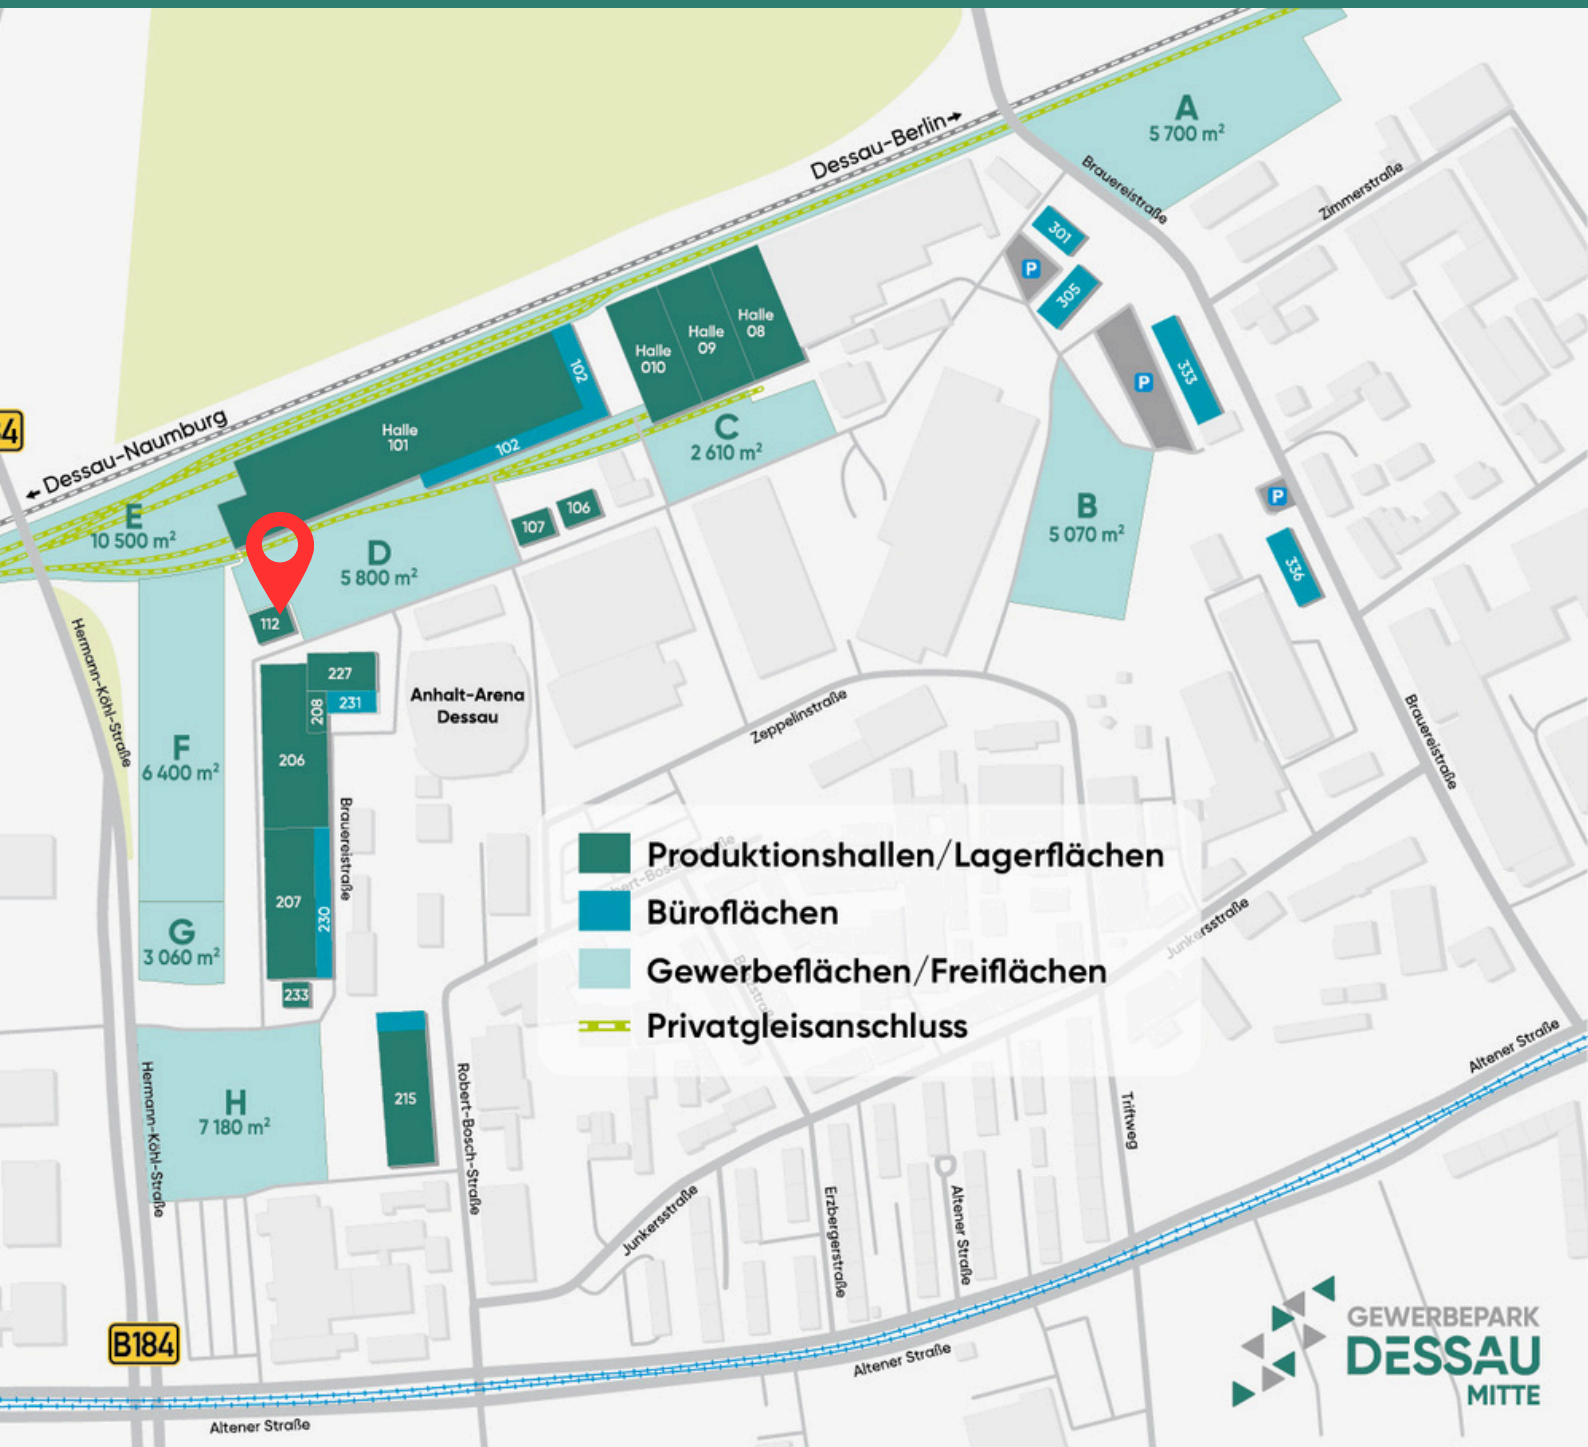 A
5 700 m²
Dessau-Berlin
Brauereistraße
Zimmerstraße
301
P
305
Halle
08
Halle
09
Halle
010
102
333
P
Halle
101
102
C
2 610 m²
4
Dessau-Naumburg
E
10 500 m²
D
5 800 m²
107
106
B
5 070 m²
P
336
112
Hermann-Köhl-Straße
227
208
231
Anhalt-Arena
Dessau
Zeppelinstraße
Brauereistraße
F
6 400 m²
206
Brauereistraße
207
230
G
3 060 m²
233
Produktionshallen/Lagerflächen
Büroflächen
Gewerbeflächen/Freiflächen
Privatgleisanschluss
Junkersstraße
Altener Straße
H
7 180 m²
215
Hermann-Köhl-Straße
Robert-Bosch-Straße
Triftweg
Junkersstraße
Erzbergerstraße
Altener Straße
B184
Altener Straße
Altener Straße
GEWERBEPARK
DESSAU
MITTE